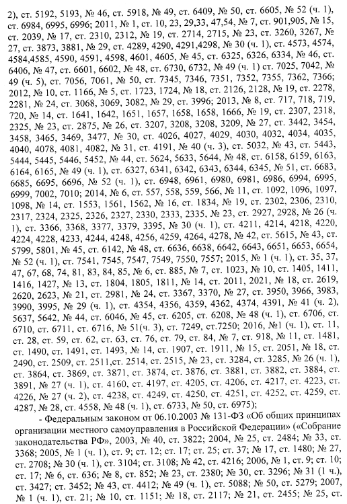 2), ст. 5192, 5193, № 46, ст. 5918, № 49, ст. 6409, № 50, ст. 6605, № 52 (ч. 1),
ст. 6984, 6995, 6996; 2011, № 1, ст. 10, 23, 29,33, 47,54, № 7, ст. 901,905, № 15,
ст. 2039, № 17, ст. 2310, 2312, № 19, ст. 2714, 2715, № 23, ст. 3260, 3267, №
27, ст. 3873, 3881, № 29, ст. 4289, 4290, 4291,4298, № 30 (ч. 1), ст. 4573, 4574,
4584,4585, 4590, 4591, 4598, 4601, 4605, № 45, ст. 6325, 6326, 6334, № 46, ст.
6406, № 47, ст. 6601, 6602, № 48, ст. 6730, 6732, № 49 (ч. 1) ст. 7025, 7042, №
49 (ч. 5), ст. 7056, 7061, № 50, ст. 7345, 7346, 7351, 7352, 7355, 7362, 7366;
2012, № 10, ст. 1166, № 5, ст. 1723, 1724, № 18, ст. 2126, 2128, № 19, ст. 2278,
2281, № 24, ст. 3068, 3069, 3082, № 29, ст. 3996; 2013, № 8, ст. 717, 718, 719,
720, № 14, ст. 1641, 1642, 1651, 1657, 1658, 1658, 1666, № 19, ст. 2307, 2318,
2325, № 23, ст. 2875, № 26, ст. 3207, 3208, 3208, 3209, № 27, ст. 3442, 3454,
3458, 3465, 3469, 3477, № 30, ст. 4026, 4027, 4029, 4030, 4032, 4034, 4035,
4040, 4078, 4081, 4082, № 31, ст. 4191, № 40 (ч. 3), ст. 5032, № 43, ст. 5443,
5444, 5445, 5446, 5452, № 44, ст. 5624, 5633, 5644, № 48, ст. 6158, 6159, 6163,
6164, 6165, № 49 (ч. 1), ст. 6327, 6341, 6342, 6343, 6344, 6345, № 51, ст. 6683,
6685, 6695, 6696, № 52 (ч. 1), ст. 6948, 6961, 6980, 6981, 6986, 6994, 6995,
6999, 7002, 7010; 2014, № 6, ст. 557, 558, 559, 566, № 11, ст. 1092, 1096, 1097,
1098, № 14, ст. 1553, 1561, 1562, № 16, ст. 1834, № 19, ст. 2302, 2306, 2310,
2317, 2324, 2325, 2326, 2327, 2330, 2333, 2335, № 23, ст. 2927, 2928, № 26 (ч.
1), ст. 3366, 3368, 3377, 3379, 3395, № 30 (ч. 1), ст. 4211, 4214, 4218, 4220,
4224, 4228, 4233, 4244, 4248, 4256, 4259, 4264, 4278, № 42, ст. 5615, № 43, ст.
5799, 5801, № 45, ст. 6142, № 48, ст. 6636, 6638, 6642, 6643, 6651, 6653, 6654,
№ 52 (ч. 1), ст. 7541, 7545, 7547, 7549, 7550, 7557; 2015, № 1 (ч. 1), ст. 35, 37,
47, 67, 68, 74, 81, 83, 84, 85, № 6, ст. 885, № 7, ст. 1023, № 10, ст. 1405, 1411,
1416, 1427, № 13, ст. 1804, 1805, 1811, № 14, ст. 2011, 2021, № 18, ст. 2619,
2620, 2623, № 21, ст. 2981, № 24, ст. 3367, 3370, № 27, ст. 3950, 3966, 3983,
3990, 3995, № 29 (ч. 1), ст. 4354, 4356, 4359, 4362, 4374, 4391, № 41 (ч. 2),
5637, 5642, № 44, ст. 6046, № 45, ст. 6205, ст. 6208, № 48 (ч. 1), ст. 6706, ст.
6710, ст. 6711, ст. 6716, № 51(ч. 3), ст. 7249, ст.7250; 2016, №1 (ч. 1), ст. 11,
ст. 28, ст. 59, ст. 62, ст. 63, ст. 76, ст. 79, ст. 84, № 7, ст. 918, № 11, ст. 1481,
ст. 1490, ст. 1491, ст. 1493, № 14, ст. 1907, ст. 1911, № 15, ст. 2051, № 18, ст.
2490, ст. 2509, ст. 2511,ст. 2514, ст. 2515, № 23, ст. 3284, ст. 3285, № 26 (ч. 1),
ст. 3864, ст. 3869, ст. 3871, ст. 3874, ст. 3876, ст. 3881, ст. 3882, ст. 3884, ст.
3891, № 27 (ч. 1), ст. 4160, ст. 4197, ст. 4205, ст. 4206, ст. 4217, ст. 4223, ст.
4226, № 27 (ч. 2), ст. 4238, ст. 4249, ст. 4250, ст. 4251, ст. 4252, ст. 4259, ст.
4287, № 28, ст. 4558, № 48 (ч. 1), ст. 6733, № 50, ст. 6975);
- Федеральным законом от 06.10.2003 № 131-ФЗ «Об общих принципах
организации местного самоуправления в Российской Федерации» («Собрание
законодательства РФ», 2003, № 40, ст. 3822; 2004, № 25, ст. 2484; № 33, ст.
3368; 2005, № 1 (ч. 1), ст. 9; ст. 12; ст. 17; ст. 25; ст. 37; № 17, ст. 1480; № 27,
ст. 2708; № 30 (ч. 1), ст. 3104; ст. 3108; № 42, ст. 4216; 2006, № 1, ст. 9; ст. 10;
ст. 17; № 6, ст. 636; № 8, ст. 852; № 23, ст. 2380; № 30, ст. 3296; № 31 (1 ч.),
ст. 3427; ст. 3452; № 43, ст. 4412; № 49 (ч. 1), ст. 5088; № 50, ст. 5279; 2007,
№ 1 (ч. 1), ст. 21; № 10, ст. 1151; № 18, ст. 2117; № 21, ст. 2455; № 25, ст.